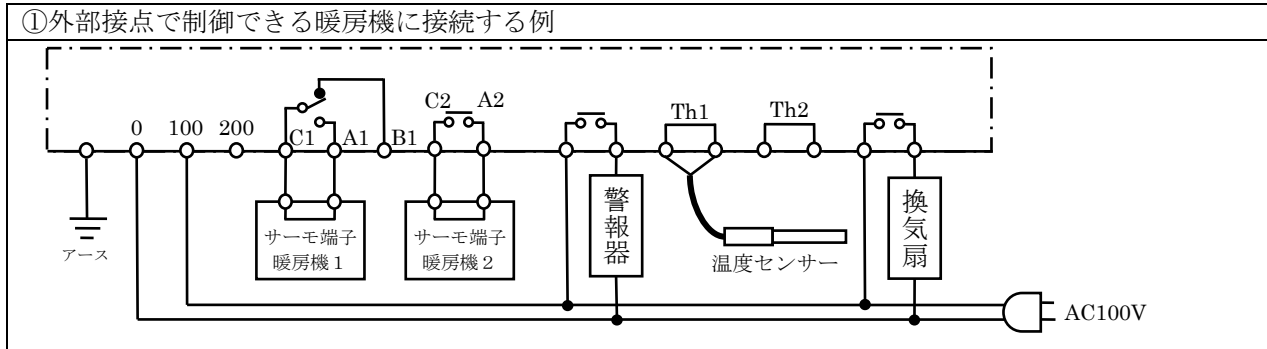 ①外部接点で制御できる暖房機に接続する例
C2 A2
Th1
Th2
0 100 200
C1 A1 B1
警報器
換気扇
サーモ端子
暖房機１
サーモ端子
暖房機２
アース
温度センサー
AC100V